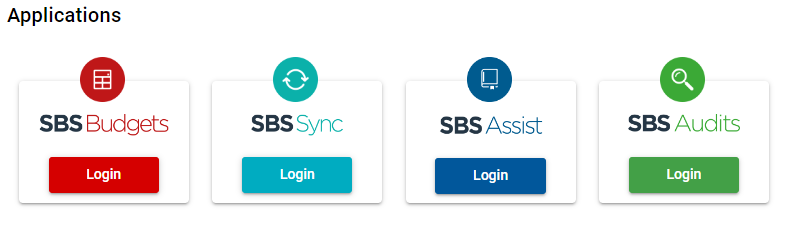 Applications
SBS Budgets
SBS Sync
SBS Assist
SBS Audits
Login
Login
Login
Login